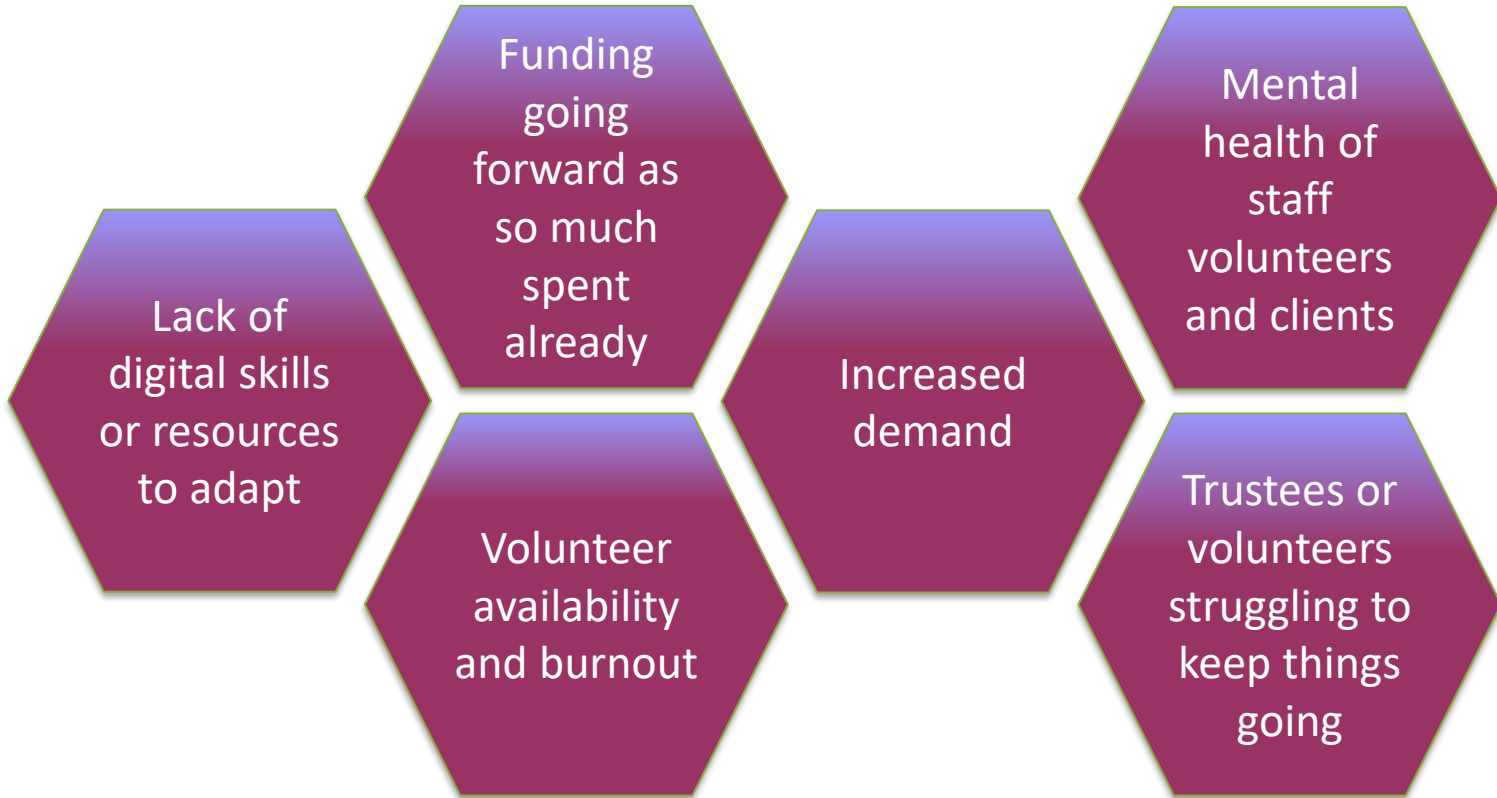 Lack of
digital skills
or resources
to adapt
Funding
going
forward as
so much
spent
already
Volunteer
availability
and burnout
Increased
demand
Mental
health of
staff
volunteers
and clients
Trustees or
volunteers
struggling to
keep things
going